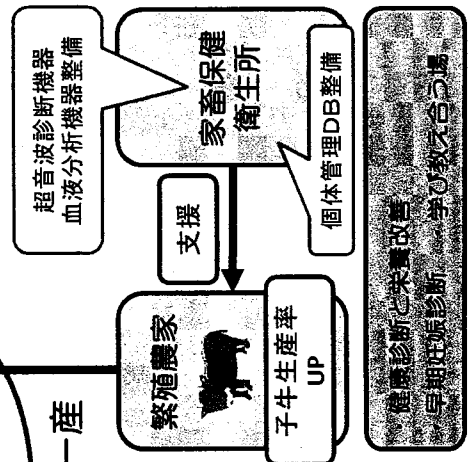 超音波診断機器
血液分析機器整備
家畜保健
衛生所
個体管理DB整備
支援
繁殖農家
子牛生産率
UP
一産
健康診断と栄養改善
早期妊娠診断 学び教え合う場